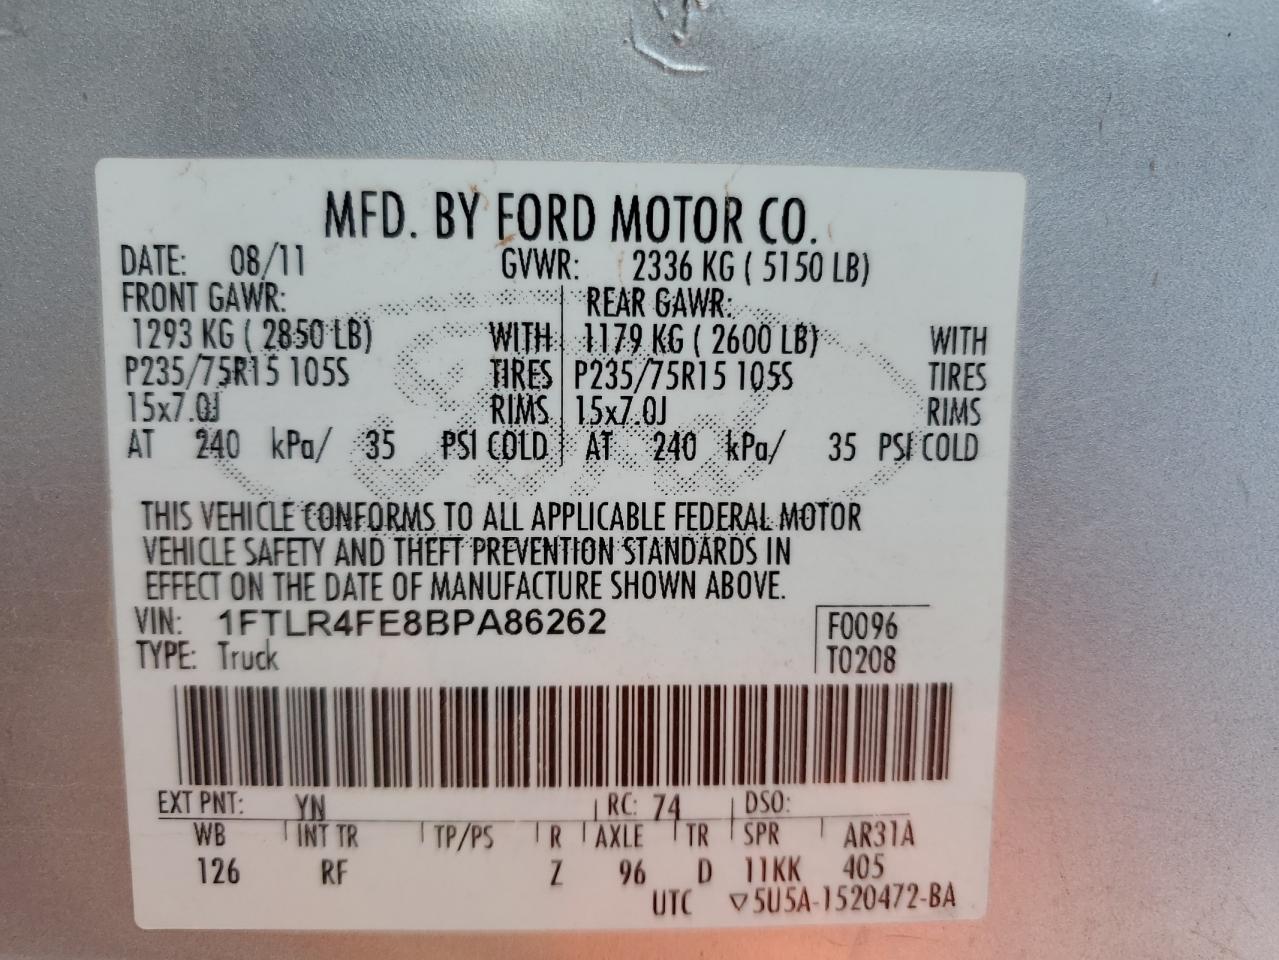 MFD. BY FORD MOTOR CO.
DATE: 08/11 GVWR: 2336 KG ( 5150 LB)
FRONT GAWR: REAR GAWR:
1293 KG ( 2850 LB) WITH 1179 KG ( 2600 LB) WITH
P235/75R15 105S TIRES P235/75R15 105S TIRES
15x7.0J RIMS 15x7.0J RIMS
AT 240 kPa/ 35 PSI COLD AT 240 kPa/ 35 PSI COLD
THIS VEHICLE CONFORMS TO ALL APPLICABLE FEDERAL MOTOR
VEHICLE SAFETY AND THEFT PREVENTION STANDARDS IN
EFFECT ON THE DATE OF MANUFACTURE SHOWN ABOVE.
VIN: 1FTLR4FE8BPA86262 F0096
TYPE: Truck T0208
EXT PNT: YN RC: 74 DSO:
WB INT TR TP/PS R AXLE TR SPR AR31A
126 RF Z 96 D 11KK 405
UTC ▽5U5A-1520472-BA